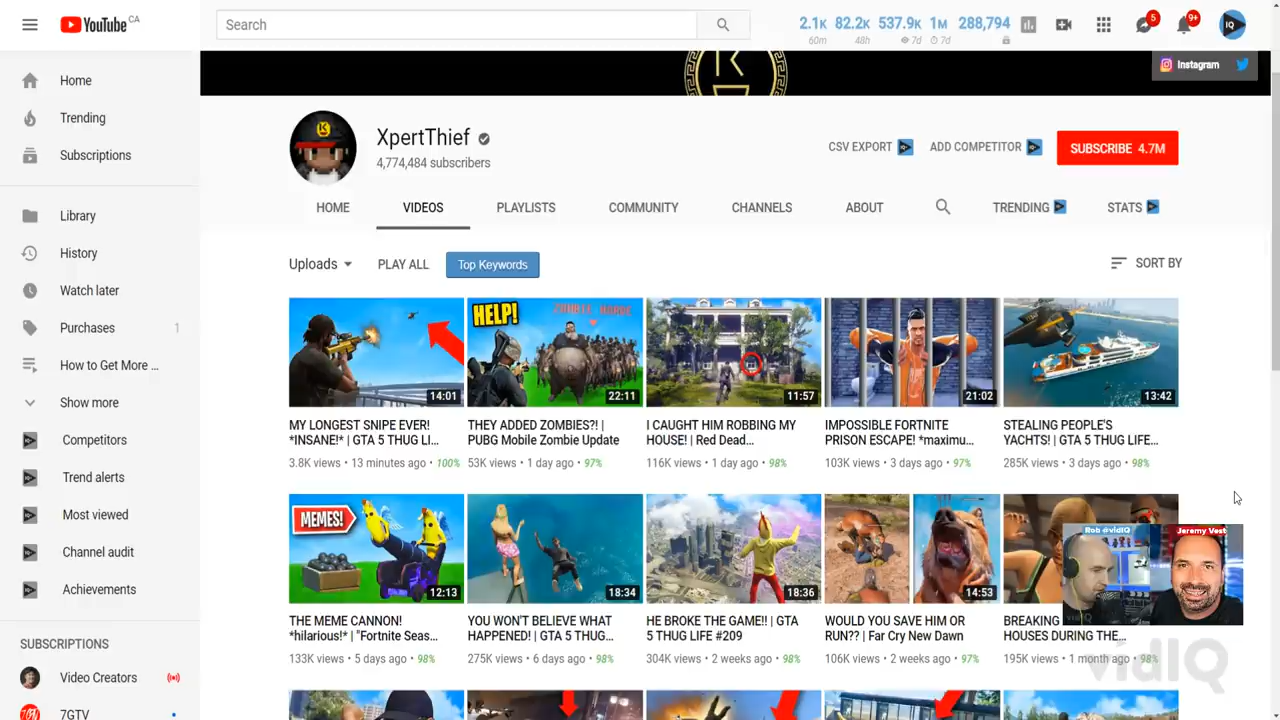 YouTube CA
Search
2.1K 82.2K 537.9K 1M 288,794
60m 48h 7d 7d
5
9+
IQ
Home
Trending
Subscriptions
Library
History
Watch later
Purchases 1
How to Get More ...
Show more
Competitors
Trend alerts
Most viewed
Channel audit
Achievements
SUBSCRIPTIONS
Video Creators
7GTV
Instagram
XpertThief
4,774,484 subscribers
CSV EXPORT
ADD COMPETITOR
SUBSCRIBE 4.7M
HOME VIDEOS PLAYLISTS COMMUNITY CHANNELS ABOUT TRENDING STATS
Uploads PLAY ALL Top Keywords SORT BY
14:01
HELP!
ZOMBIE HORDE
22:11
11:57
21:02
13:42
MY LONGEST SNIPE EVER!
*INSANE!* | GTA 5 THUG LI...
3.8K views • 13 minutes ago • 100%
THEY ADDED ZOMBIES?! |
PUBG Mobile Zombie Update
53K views • 1 day ago • 97%
I CAUGHT HIM ROBBING MY
HOUSE! | Red Dead...
116K views • 1 day ago • 98%
IMPOSSIBLE FORTNITE
PRISON ESCAPE! *maximu...
103K views • 3 days ago • 97%
STEALING PEOPLE'S
YACHTS! | GTA 5 THUG LIFE...
285K views • 3 days ago • 98%
MEMES!
12:13
18:34
18:36
14:53
THE MEME CANNON!
*hilarious!* | "Fortnite Seas...
133K views • 5 days ago • 98%
YOU WON'T BELIEVE WHAT
HAPPENED! | GTA 5 THUG...
275K views • 6 days ago • 98%
HE BROKE THE GAME!! | GTA
5 THUG LIFE #209
304K views • 2 weeks ago • 98%
WOULD YOU SAVE HIM OR
RUN?? | Far Cry New Dawn
106K views • 2 weeks ago • 97%
BREAKING
HOUSES DURING THE...
195K views • 1 month ago • 98%
Rob @vidIQ
Jeremy Vest
vidIQ